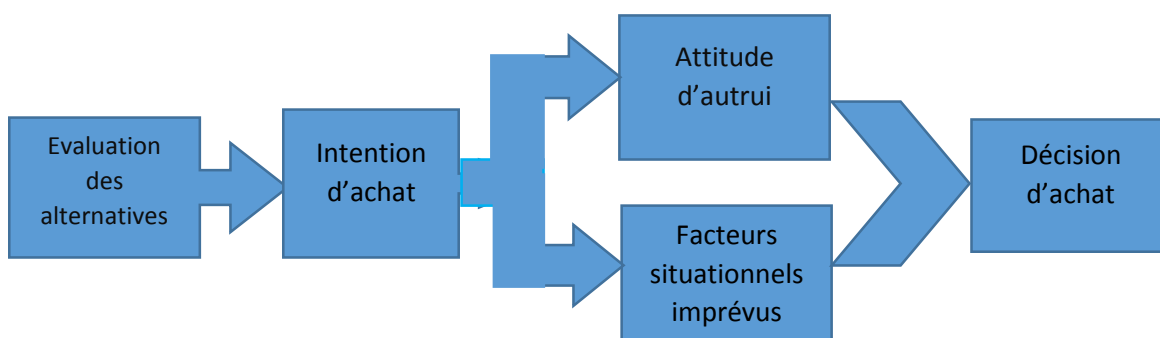 Evaluation
des
alternatives
Intention
d'achat
Attitude
d'autrui
Facteurs
situationnels
imprévus
Décision
d'achat